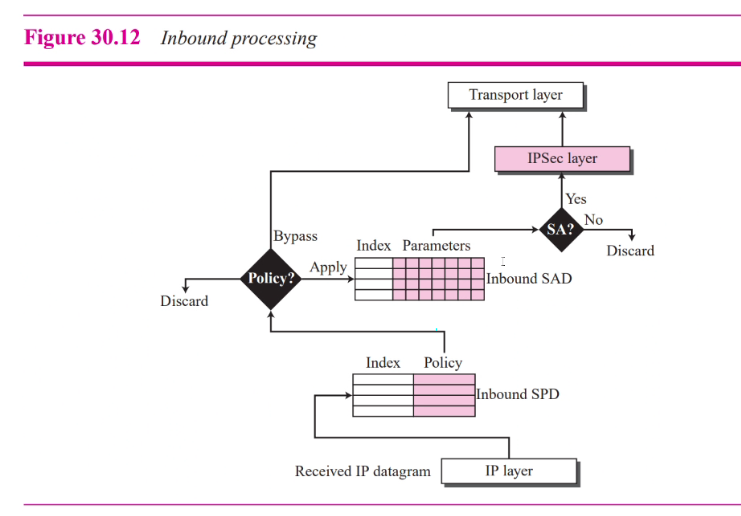 Figure 30.12 Inbound processing
Transport layer
IPSec layer
Yes
SA?
No
Discard
Bypass
Index Parameters
Policy?
Apply
Inbound SAD
Discard
Index Policy
Inbound SPD
Received IP datagram
IP layer